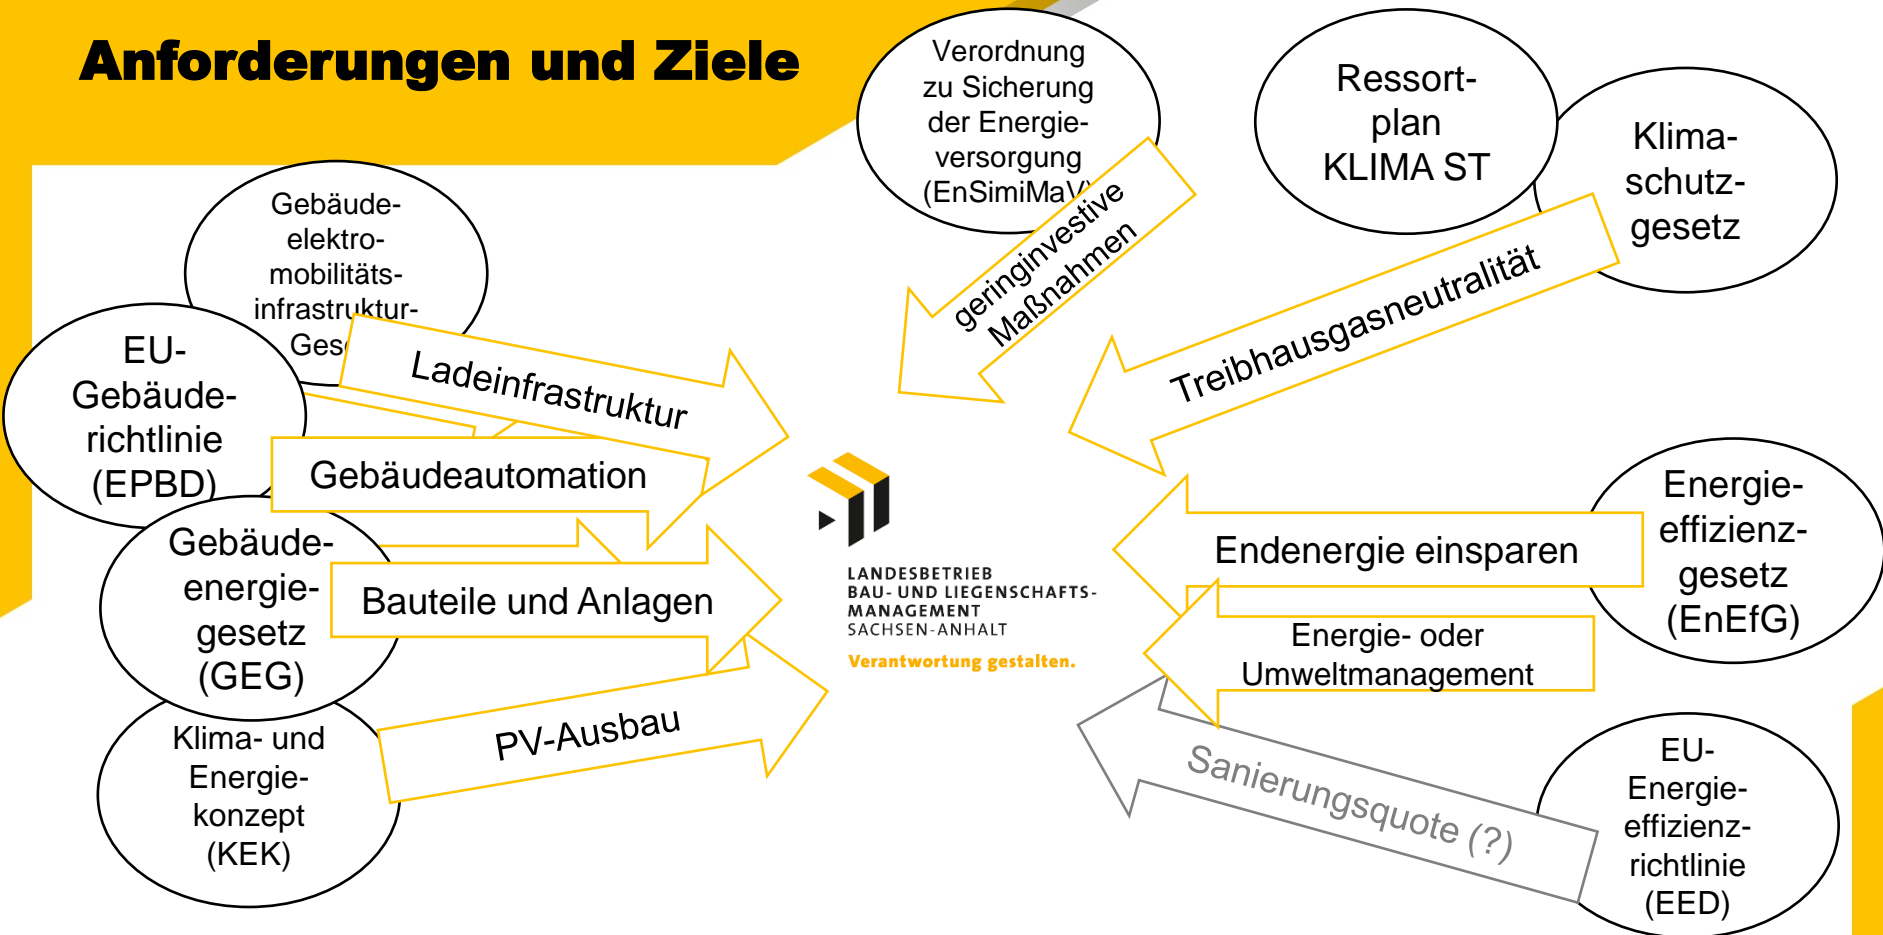 Anforderungen und Ziele
Verordnung
zu Sicherung
der Energie-
versorgung
(EnSimiMaV)
geringinvestive
Maßnahmen
Ressort-
plan
KLIMA ST
Klima-
schutz-
gesetz
Treibhausgasneutralität
Gebäude-
elektro-
mobilitäts-
infrastruktur-
Ges
Ladeinfrastruktur
EU-
Gebäude-
richtlinie
(EPBD)
Gebäudeautomation
Gebäude-
energie-
gesetz
(GEG)
Bauteile und Anlagen
Klima- und
Energie-
konzept
(KEK)
PV-Ausbau
LANDESBETRIEB
BAU- UND LIEGENSCHAFTS-
MANAGEMENT
SACHSEN-ANHALT
Verantwortung gestalten.
Energie-
effizienz-
gesetz
(EnEfG)
Endenergie einsparen
Energie- oder
Umweltmanagement
EU-
Energie-
effizienz-
richtlinie
(EED)
Sanierungsquote (?)